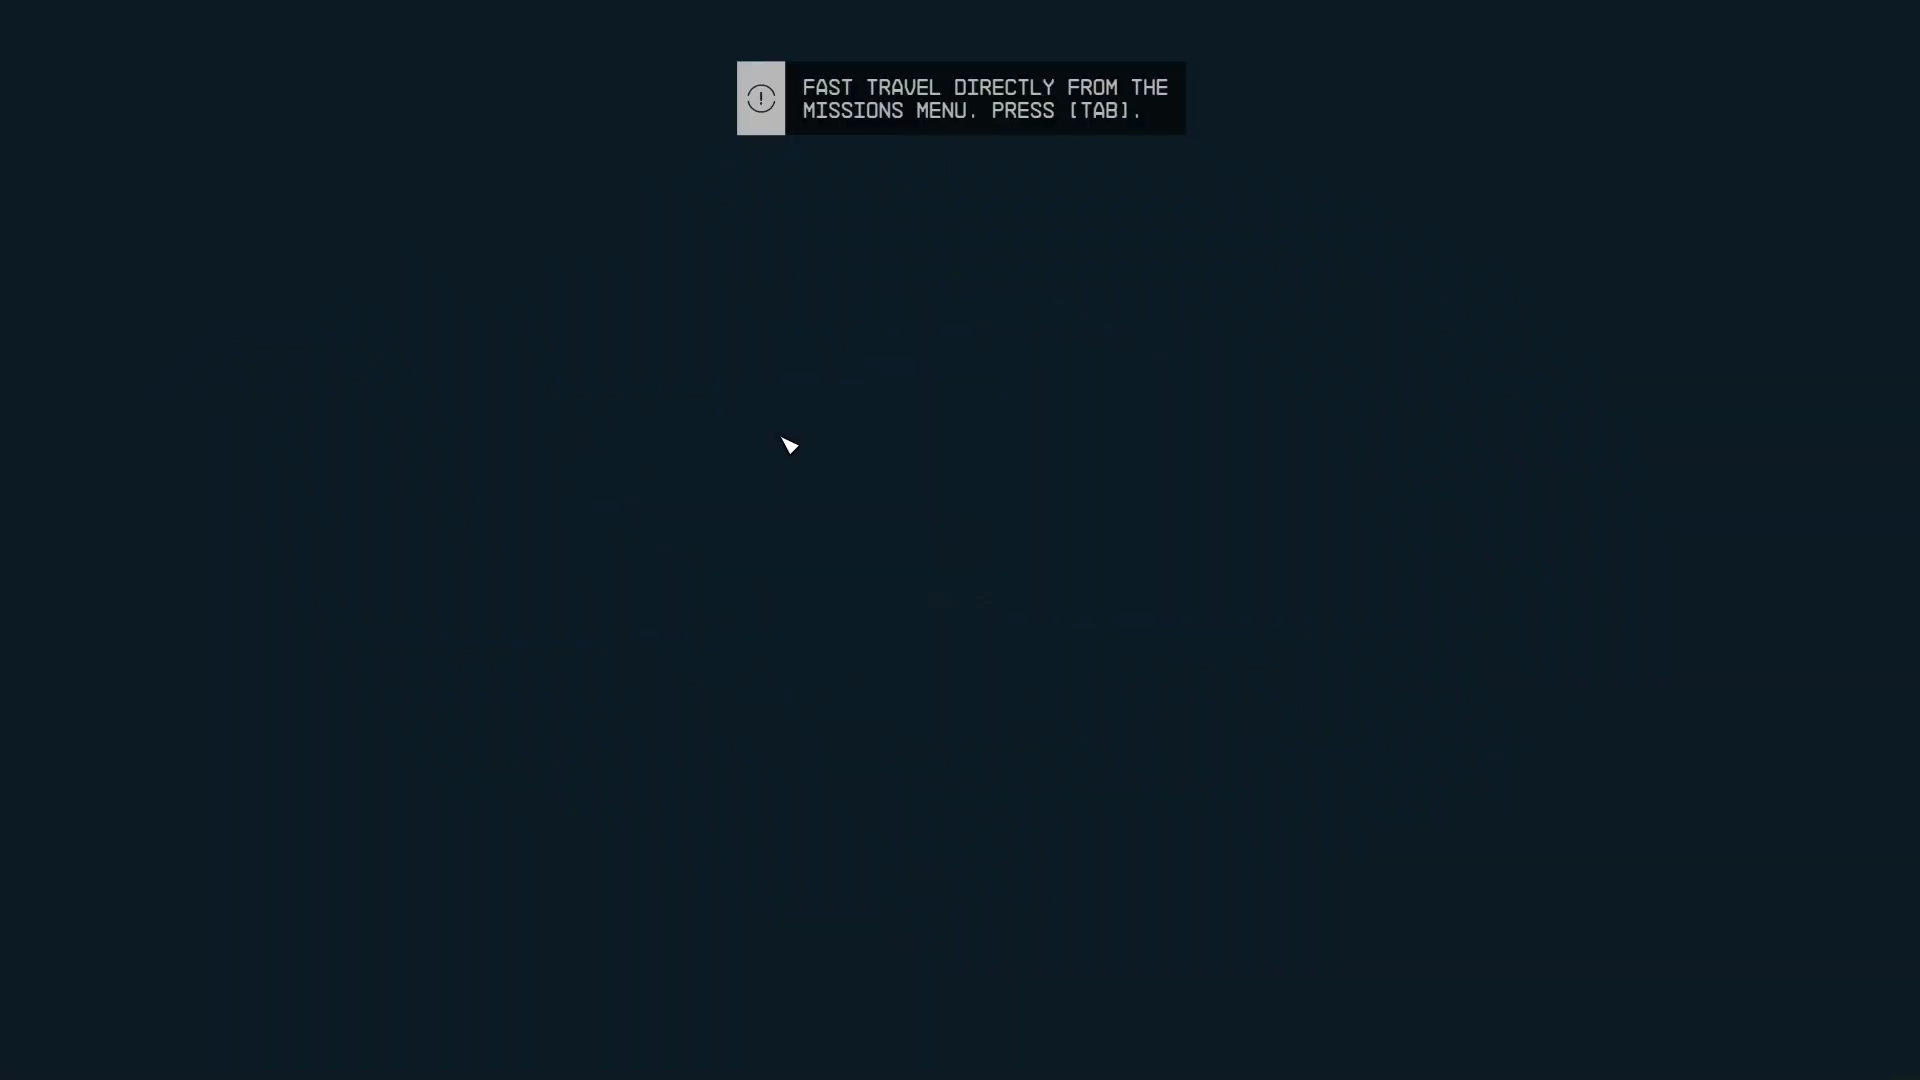 FAST TRAVEL DIRECTLY FROM THE
MISSIONS MENU. PRESS [TAB].